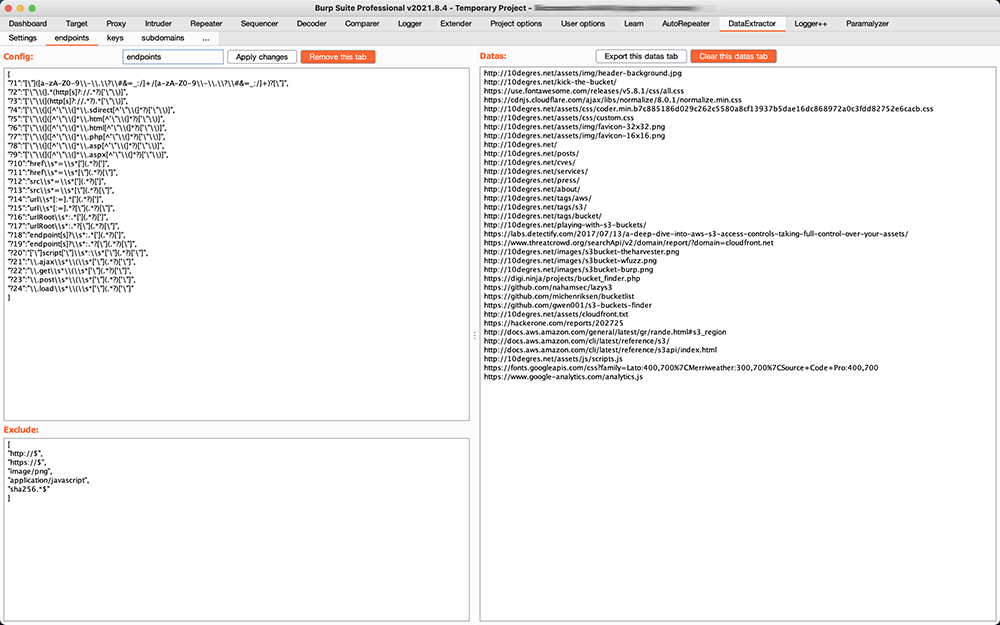 Burp Suite Professional v2021.8.4 - Temporary Project -
Dashboard Target Proxy Intruder Repeater Sequencer Decoder Comparer Logger Extender Project options User options Learn AutoRepeater DataExtractor Logger++ Paramalyzer
Settings endpoints keys subdomains ...
Config: endpoints Apply changes Remove this tab
{
"?1":"[\"]([a-zA-Z0-9\\-\\.\\?\\#&=_:/]+/[a-zA-Z0-9\\-\\.\\?\\#&=_:/]+)?[\"]",
"?2":"[\"\\(].*(http[s]?://.*?)[\"\\)]",
"?3":"[\"\\(](http[s]?://.*?).*[\"\\)]",
"?4":"[\"\\(]([^'\"\\(]*\\.sdirect[^'\"\\(]*?)[\"\\)]",
"?5":"[\"\\(]([^'\"\\(]*\\.htm[^'\"\\(]*?)[\"\\)]",
"?6":"[\"\\(]([^'\"\\(]*\\.html[^'\"\\(]*?)[\"\\)]",
"?7":"[\"\\(]([^'\"\\(]*\\.php[^'\"\\(]*?)[\"\\)]",
"?8":"[\"\\(]([^'\"\\(]*\\.asp[^'\"\\(]*?)[\"\\)]",
"?9":"[\"\\(]([^'\"\\(]*\\.aspx[^'\"\\(]*?)[\"\\)]",
"?10":"href\\s*=\\s*['](.*?)[']",
"?11":"href\\s*=\\s*[\"](.*?)[\"]",
"?12":"src\\s*=\\s*['](.*?)[']",
"?13":"src\\s*=\\s*[\"](.*?)[\"]",
"?14":"url\\s*[:=].*['](.*?)[']",
"?15":"url\\s*[:=].*?[\"](.*?)[\"]",
"?16":"urlRoot\\s*:.*['](.*?)[']",
"?17":"urlRoot\\s*:.*?[\"](.*?)[\"]",
"?18":"endpoint[s]?\\s*:.*['](.*?)[']",
"?19":"endpoint[s]?\\s*:.*?[\"](.*?)[\"]",
"?20":"['\"]script['\"]\\s*:\\s*['\"](.*?)['\"]",
"?21":"\\.ajax\\s*\\(\\s*['\"](.*?)['\"]",
"?22":"\\.get\\s*\\(\\s*['\"](.*?)['\"]",
"?23":"\\.post\\s*\\(\\s*['\"](.*?)['\"]",
"?24":"\\.load\\s*\\(\\s*['\"](.*?)['\"]"
}
Exclude:
[
"http://$",
"https://$",
"image/png",
"application/javascript",
"sha256.*$"
]
Datas: Export this datas tab Clear this datas tab
http://10degres.net/assets/img/header-background.jpg
http://10degres.net/kick-the-bucket/
https://use.fontawesome.com/releases/v5.8.1/css/all.css
https://cdnjs.cloudflare.com/ajax/libs/normalize/8.0.1/normalize.min.css
http://10degres.net/assets/css/coder.min.b7c885186d029c262c5580a8cf13937b5dae16dc868972a0c3fdd82752e6cacb.css
http://10degres.net/assets/css/custom.css
http://10degres.net/assets/img/favicon-32x32.png
http://10degres.net/assets/img/favicon-16x16.png
http://10degres.net/
http://10degres.net/posts/
http://10degres.net/cves/
http://10degres.net/services/
http://10degres.net/press/
http://10degres.net/about/
http://10degres.net/tags/aws/
http://10degres.net/tags/s3/
http://10degres.net/tags/bucket/
http://10degres.net/playing-with-s3-buckets/
https://labs.detectify.com/2017/07/13/a-deep-dive-into-aws-s3-access-controls-taking-full-control-over-your-assets/
https://www.threatcrowd.org/searchApi/v2/domain/report/?domain=cloudfront.net
http://10degres.net/images/s3bucket-theharvester.png
http://10degres.net/images/s3bucket-wfuzz.png
http://10degres.net/images/s3bucket-burp.png
https://digi.ninja/projects/bucket_finder.php
https://github.com/nahamsec/lazys3
https://github.com/michenriksen/bucketlist
https://github.com/gwen001/s3-buckets-finder
http://10degres.net/assets/cloudfront.txt
https://hackerone.com/reports/202725
http://docs.aws.amazon.com/general/latest/gr/rande.html#s3_region
http://docs.aws.amazon.com/cli/latest/reference/s3/
http://docs.aws.amazon.com/cli/latest/reference/s3api/index.html
http://10degres.net/assets/js/scripts.js
https://fonts.googleapis.com/css?family=Lato:400,700%7CMerriweather:300,700%7CSource+Code+Pro:400,700
https://www.google-analytics.com/analytics.js